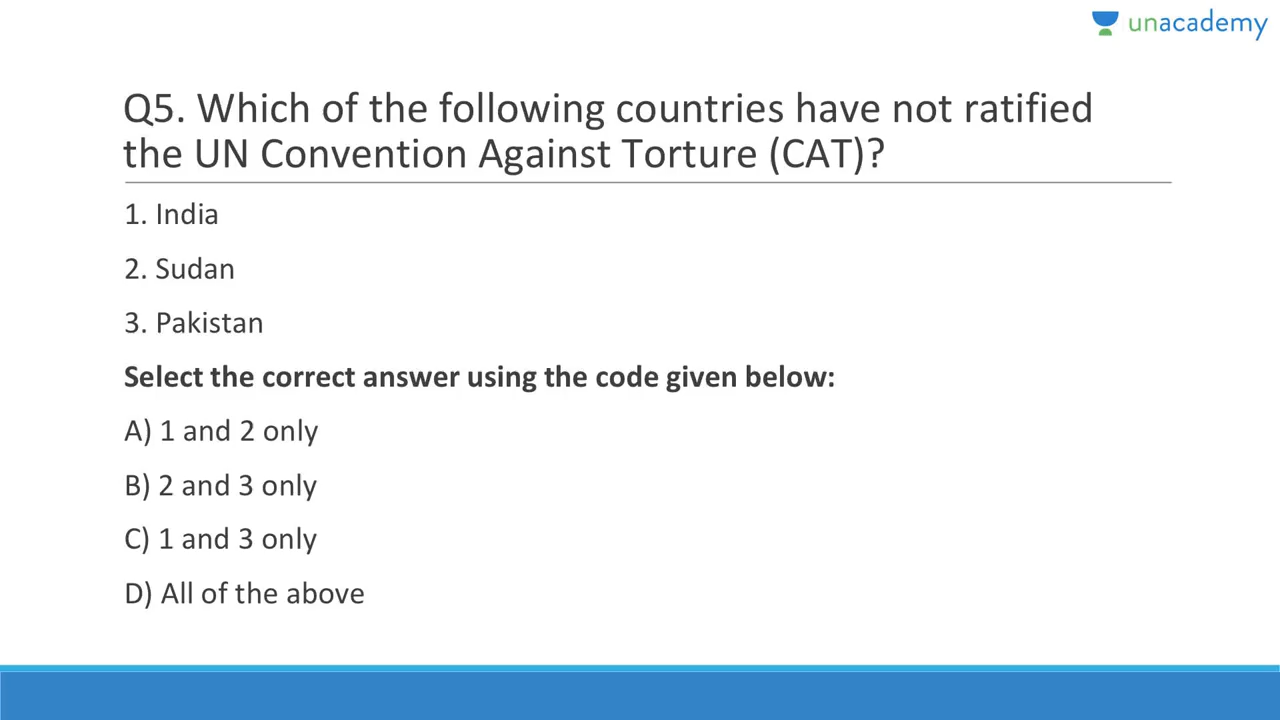 unacademy
Q5. Which of the following countries have not ratified
the UN Convention Against Torture (CAT)?
1. India
2. Sudan
3. Pakistan
Select the correct answer using the code given below:
A) 1 and 2 only
B) 2 and 3 only
C) 1 and 3 only
D) All of the above